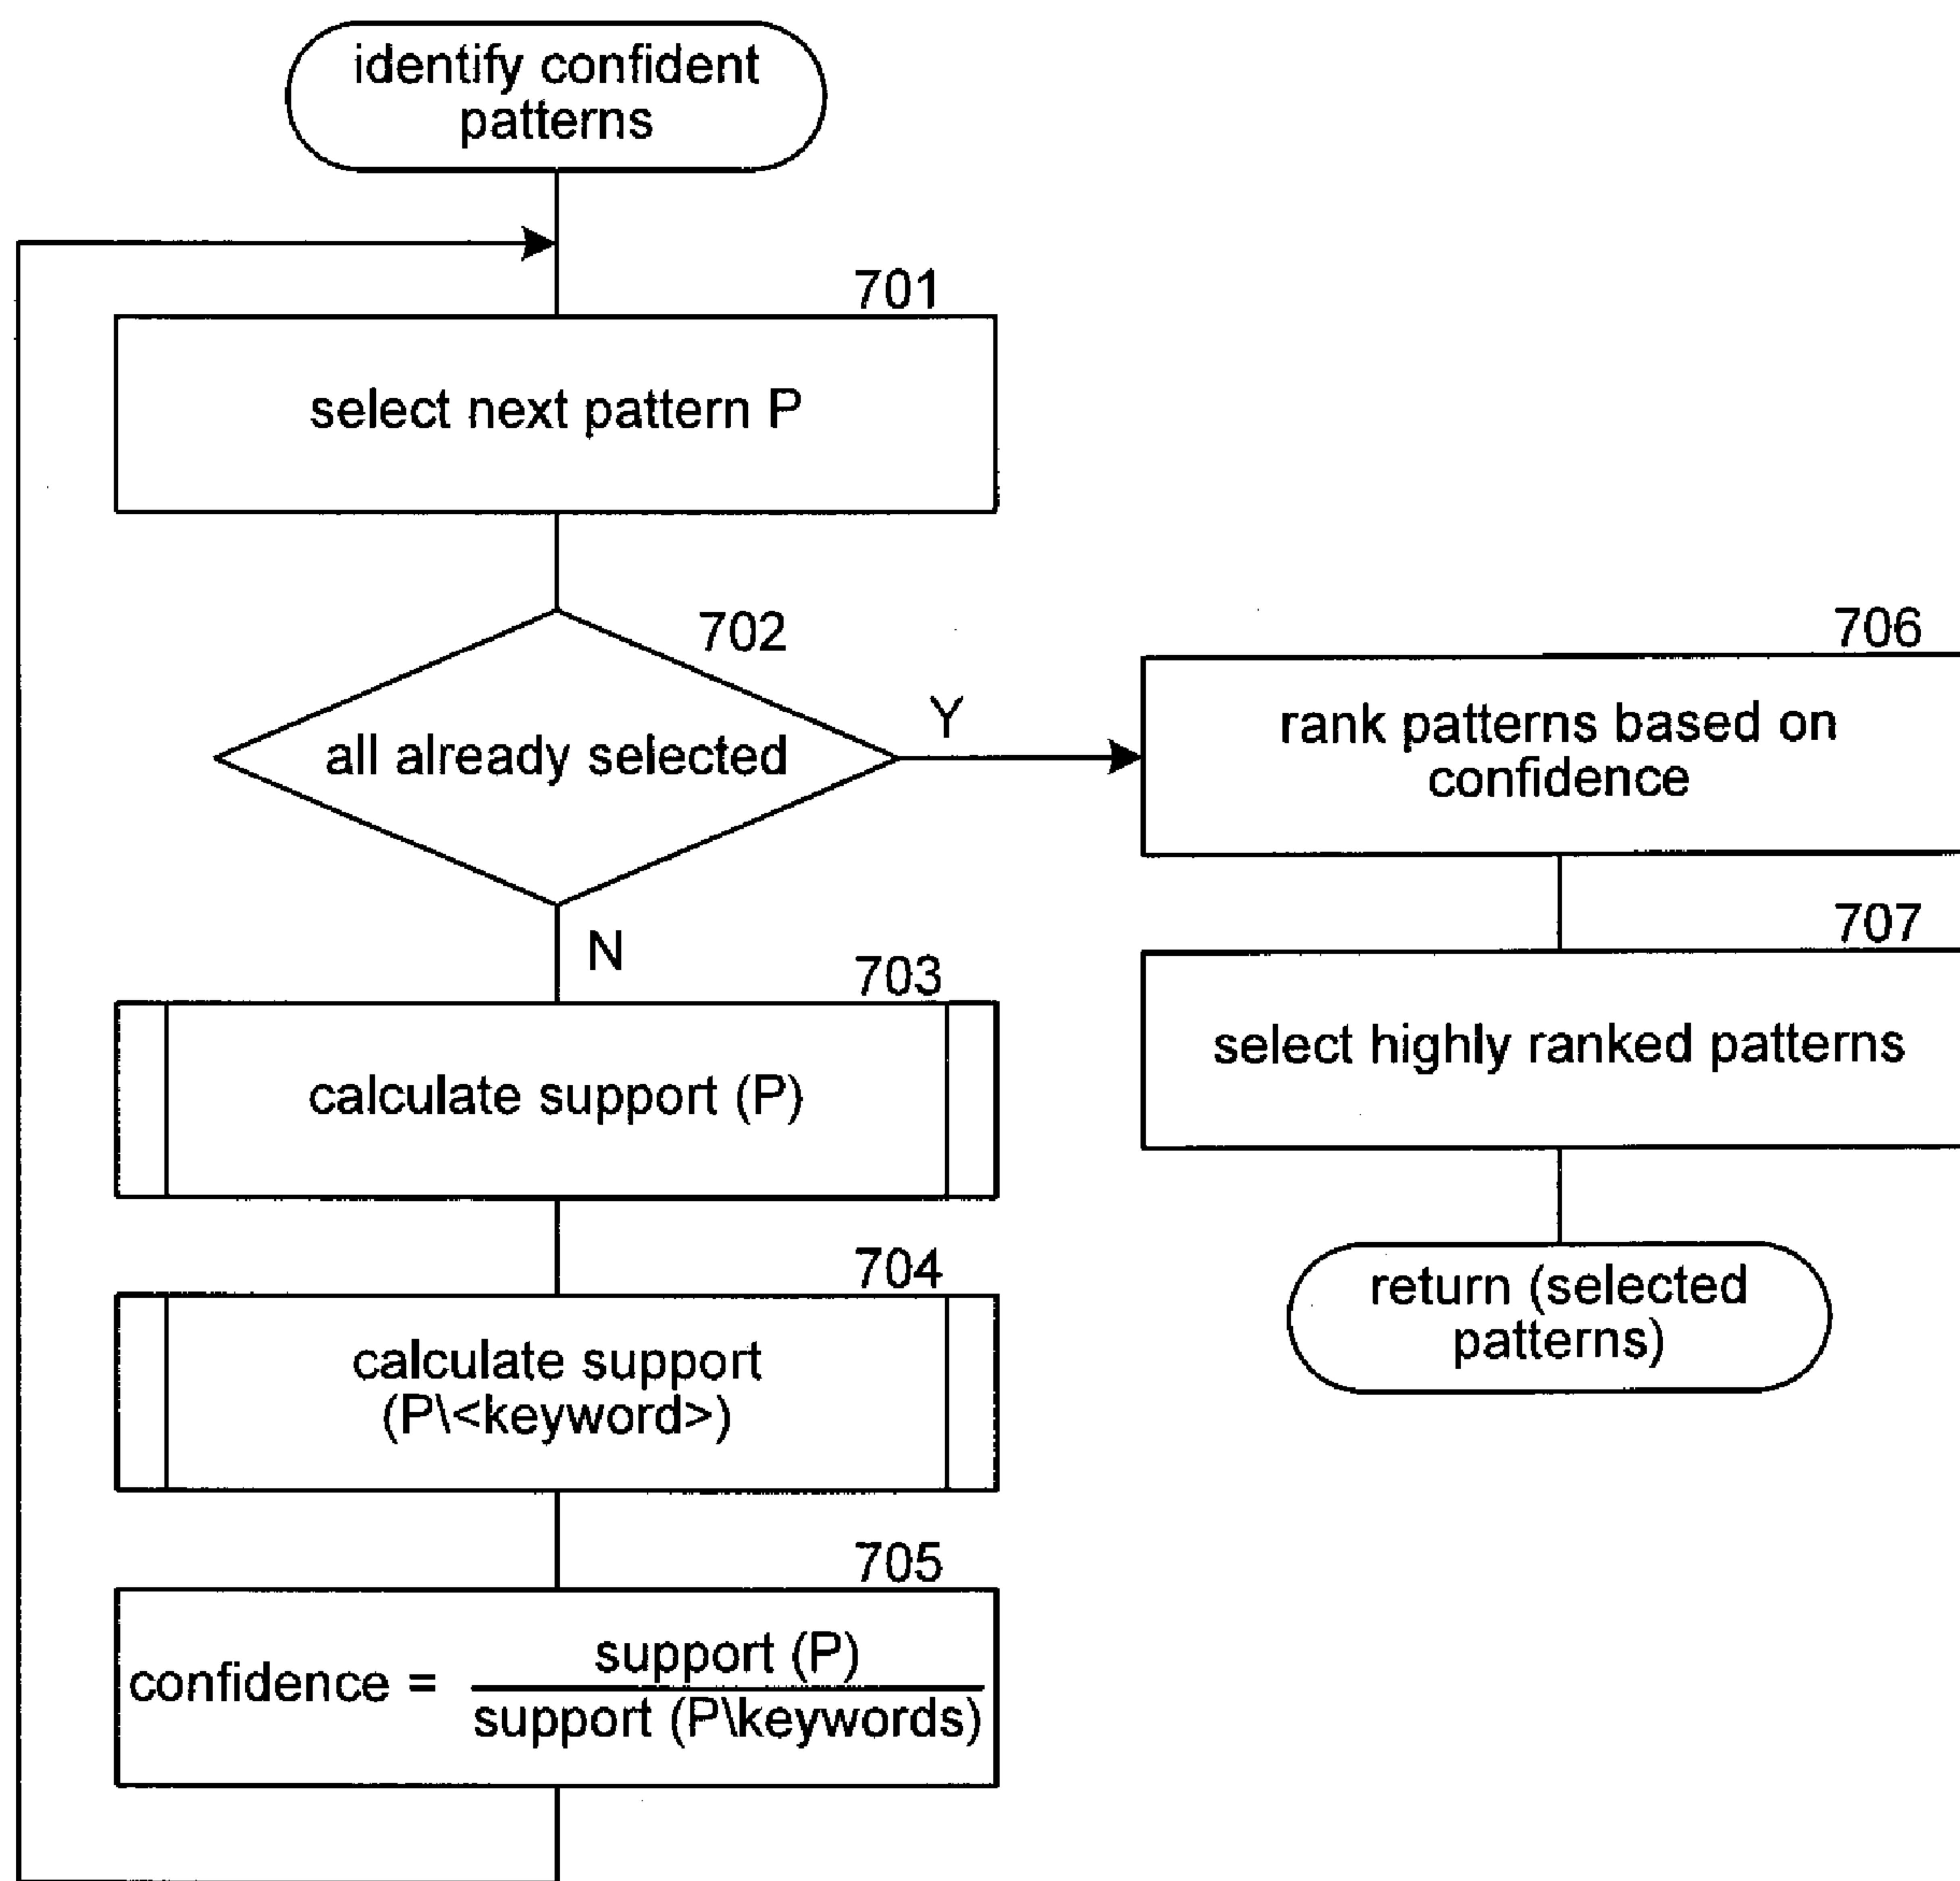 identify confident
patterns
701
select next pattern P
702
all already selected
Y
N
703
calculate support (P)
704
calculate support
(P\<keyword>)
705
confidence = support (P)
support (P\keywords)
706
rank patterns based on
confidence
707
select highly ranked patterns
return (selected
patterns)